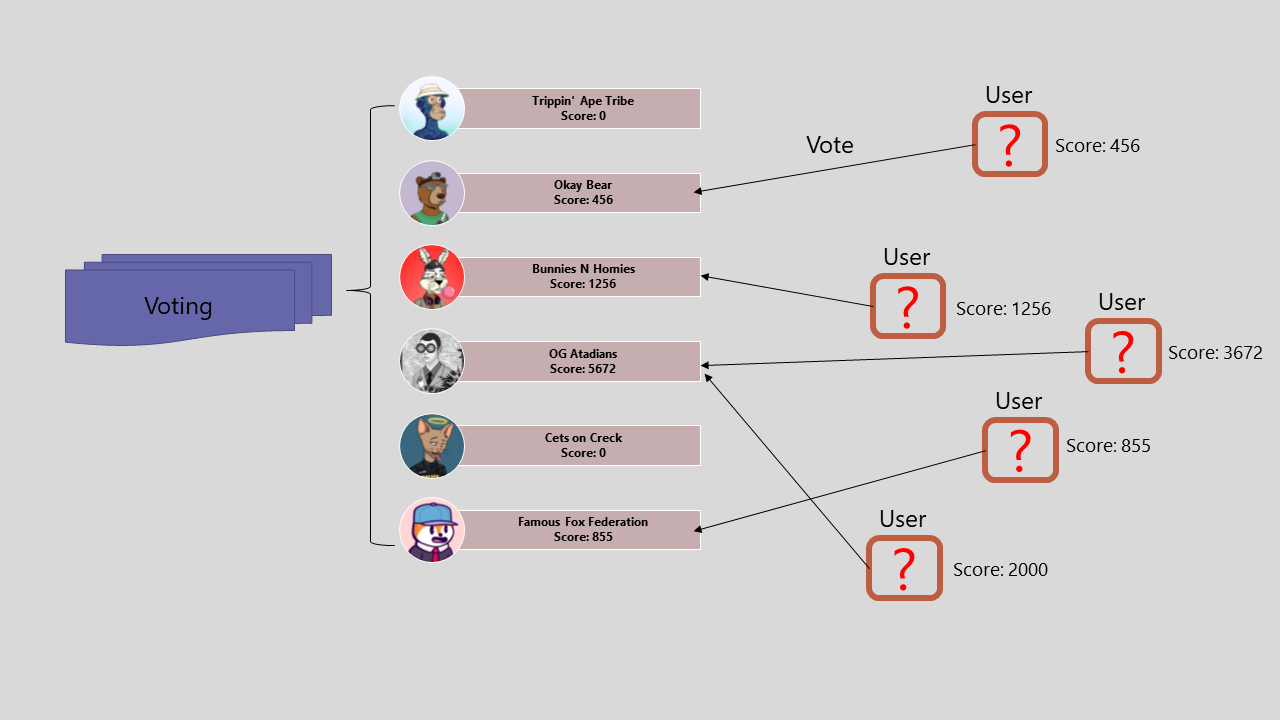 Voting
Trippin' Ape Tribe
Score: 0
Okay Bear
Score: 456
Bunnies N Homies
Score: 1256
OG Atadians
Score: 5672
Cets on Creck
Score: 0
Famous Fox Federation
Score: 855
Vote
User
?
Score: 456
User
?
Score: 1256
User
?
Score: 3672
User
?
Score: 855
User
?
Score: 2000